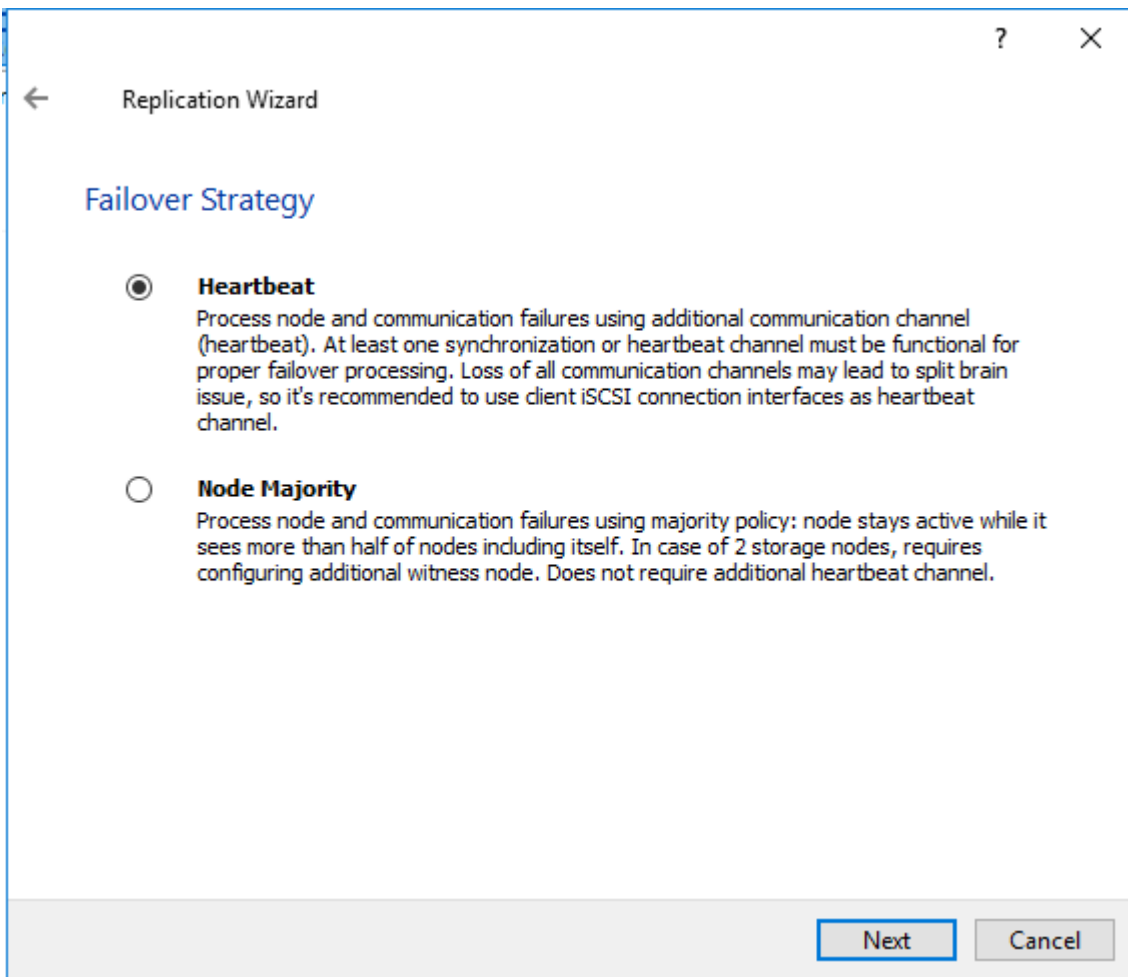 ?
Replication Wizard
Failover Strategy
Heartbeat
Process node and communication failures using additional communication channel
(heartbeat). At least one synchronization or heartbeat channel must be functional for
proper failover processing. Loss of all communication channels may lead to split brain
issue, so it's recommended to use client iSCSI connection interfaces as heartbeat
channel.
Node Majority
Process node and communication failures using majority policy: node stays active while it
sees more than half of nodes including itself. In case of 2 storage nodes, requires
configuring additional witness node. Does not require additional heartbeat channel.
Next Cancel